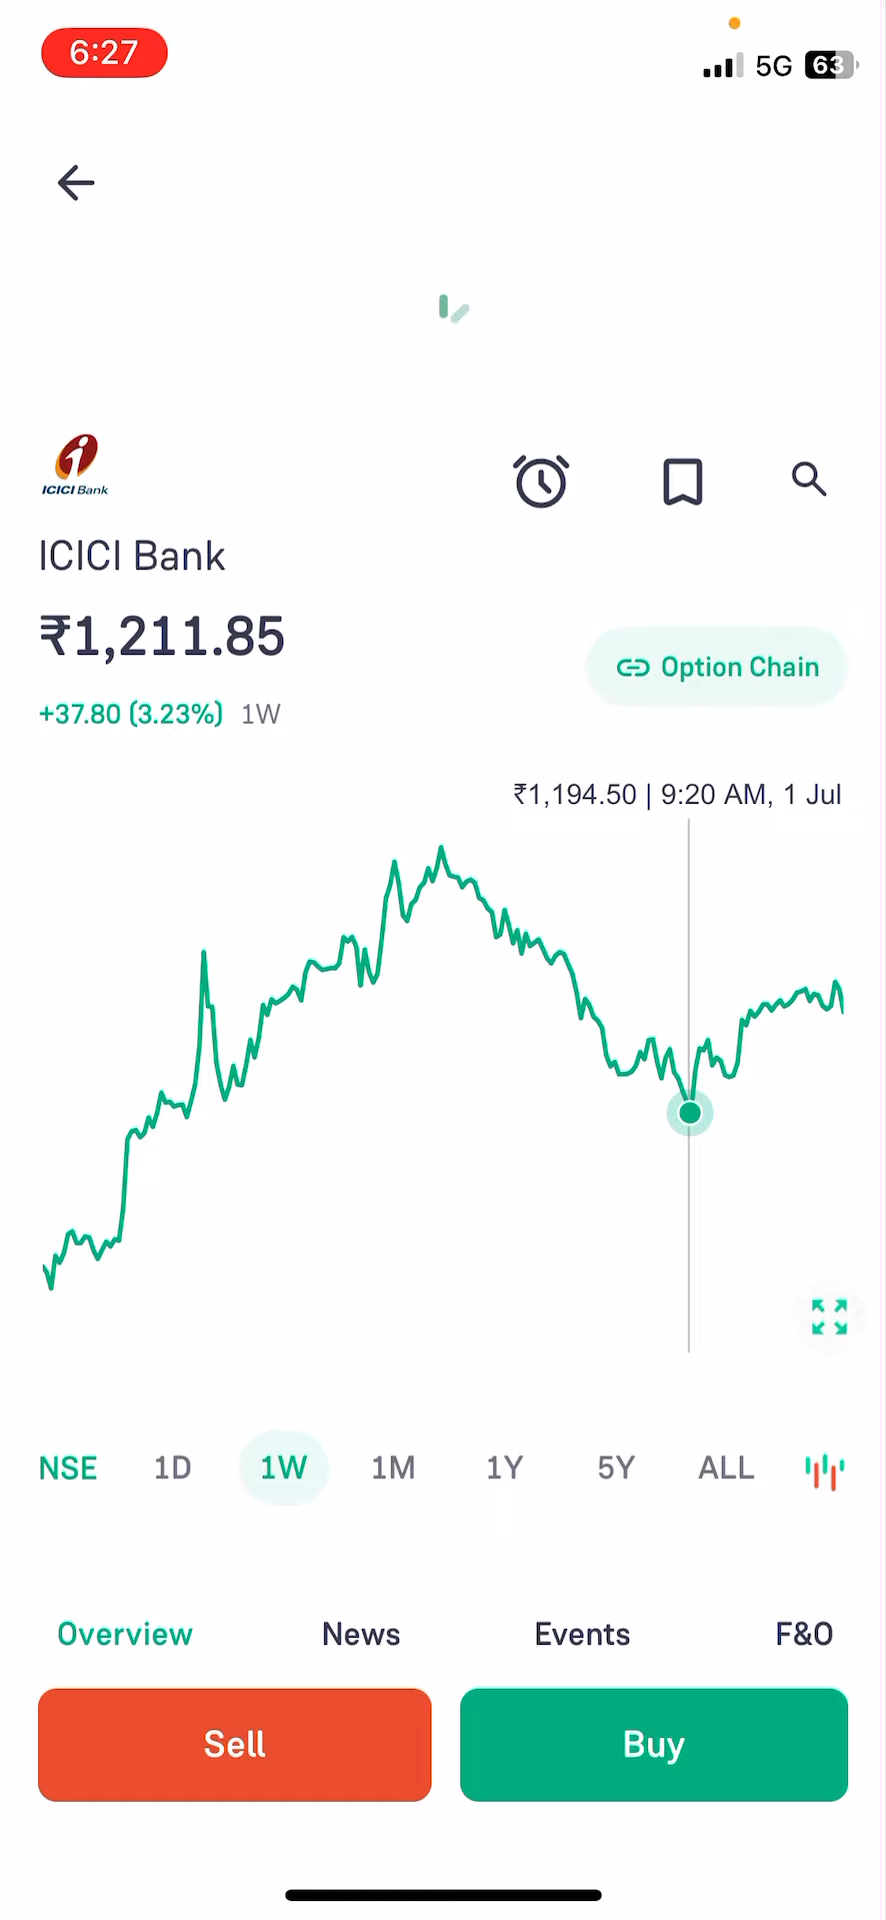 6:27
5G 63
ICICI Bank
ICICI Bank
₹1,211.85
Option Chain
+37.80 (3.23%) 1W
₹1,194.50 | 9:20 AM, 1 Jul
NSE 1D 1W 1M 1Y 5Y ALL
Overview News Events F&O
Sell Buy